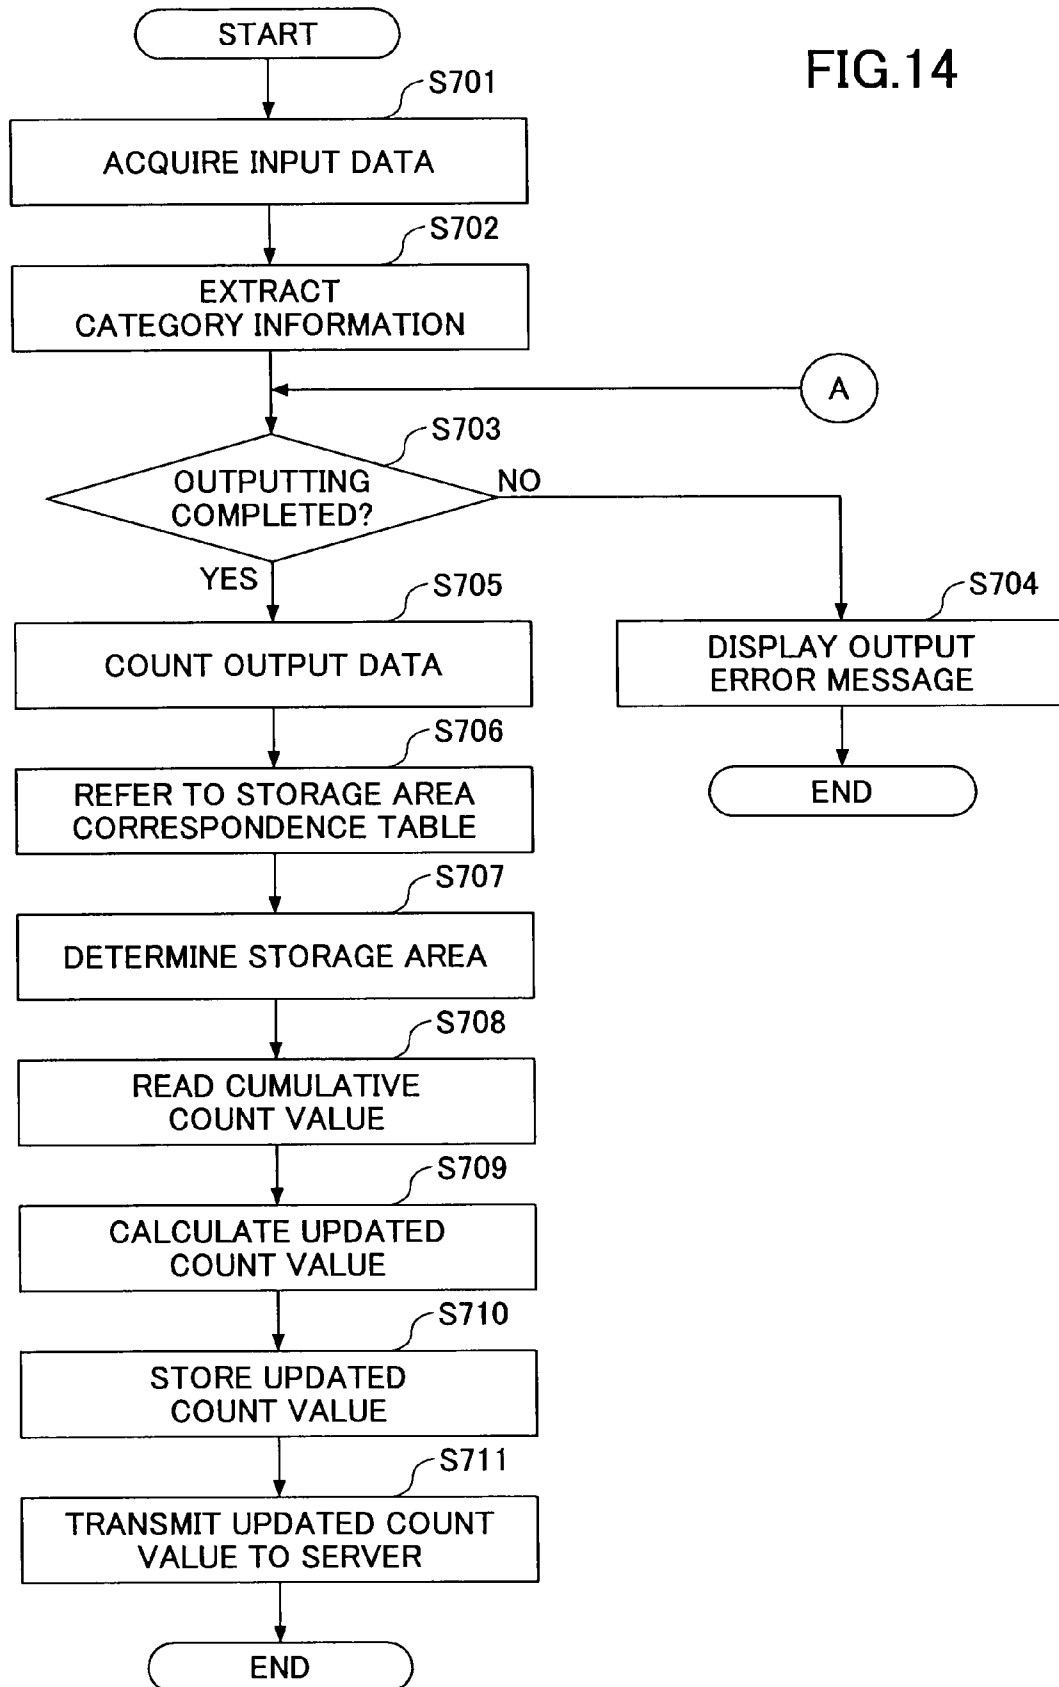 START
FIG.14
S701
ACQUIRE INPUT DATA
S702
EXTRACT
CATEGORY INFORMATION
A
S703
OUTPUTTING
COMPLETED?
NO
YES
S705
S704
COUNT OUTPUT DATA
DISPLAY OUTPUT
ERROR MESSAGE
S706
REFER TO STORAGE AREA
CORRESPONDENCE TABLE
END
S707
DETERMINE STORAGE AREA
S708
READ CUMULATIVE
COUNT VALUE
S709
CALCULATE UPDATED
COUNT VALUE
S710
STORE UPDATED
COUNT VALUE
S711
TRANSMIT UPDATED COUNT
VALUE TO SERVER
END